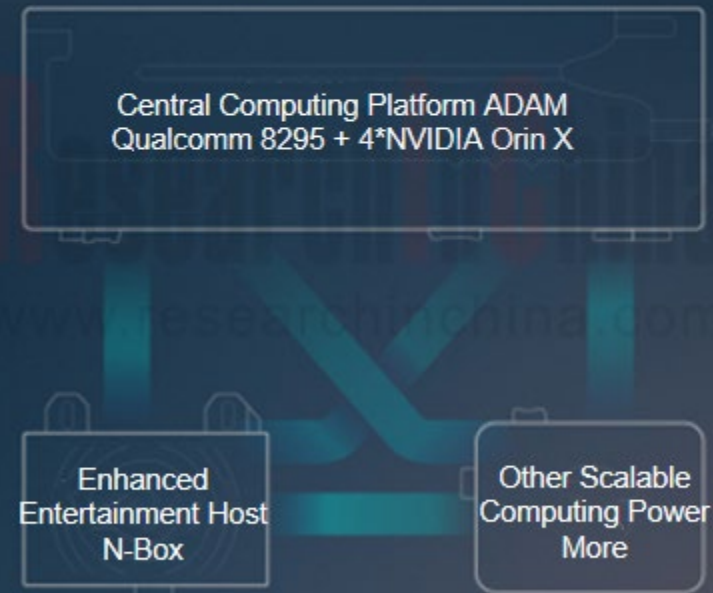 Central Computing Platform ADAM
Qualcomm 8295 + 4*NVIDIA Orin X
ResearchInChina
www.researchinchina.com
Enhanced
Entertainment Host
N-Box
Other Scalable
Computing Power
More